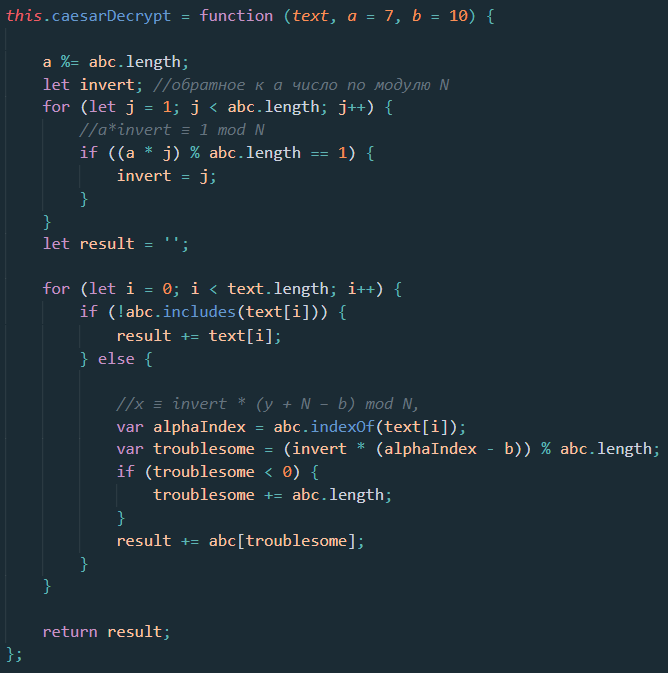 this.caesarDecrypt = function (text, a = 7, b = 10) {
a %= abc.length;
let invert; //обратное к a число по модулю N
for (let j = 1; j < abc.length; j++) {
//a*invert ≡ 1 mod N
if ((a * j) % abc.length == 1) {
invert = j;
}
}
let result = '';
for (let i = 0; i < text.length; i++) {
if (!abc.includes(text[i])) {
result += text[i];
} else {
//x ≡ invert * (y + N – b) mod N,
var alphaIndex = abc.indexOf(text[i]);
var troublesome = (invert * (alphaIndex - b)) % abc.length;
if (troublesome < 0) {
troublesome += abc.length;
}
result += abc[troublesome];
}
}
return result;
};